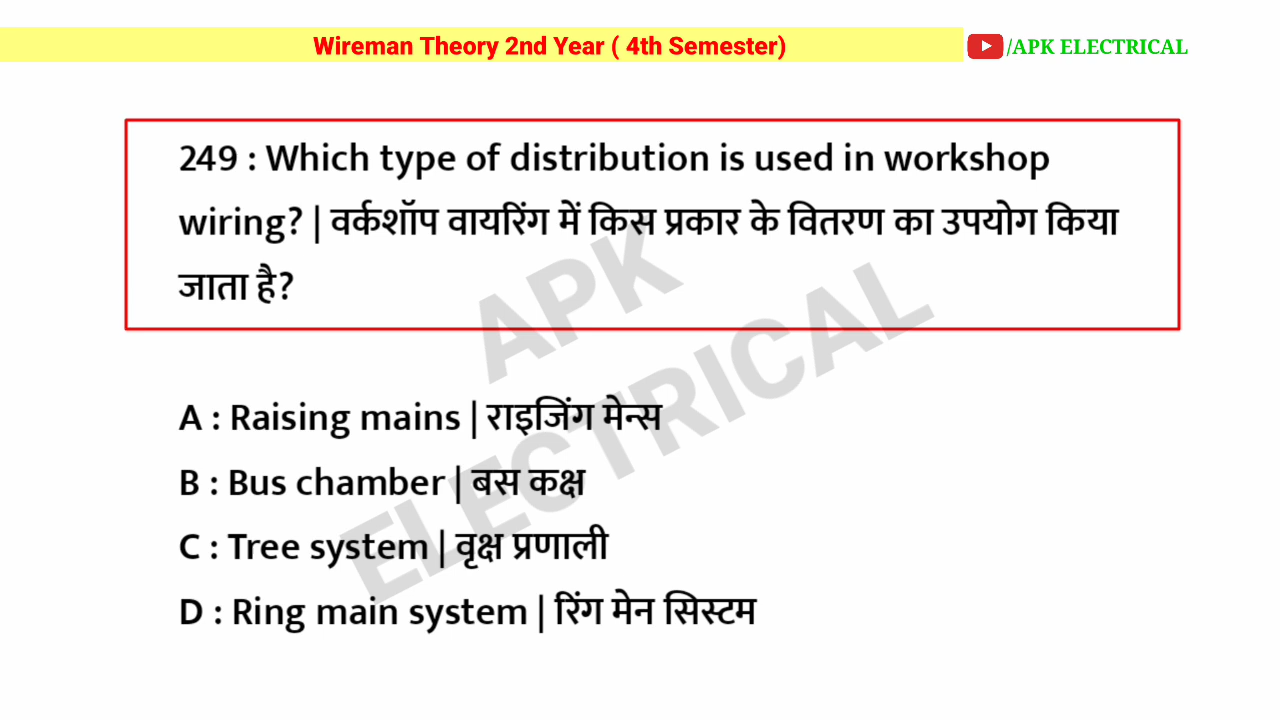 Wireman Theory 2nd Year ( 4th Semester)
/APK ELECTRICAL
249 : Which type of distribution is used in workshop
wiring? | वर्कशॉप वायरिंग में किस प्रकार के वितरण का उपयोग किया
जाता है?
APK
ELECTRICAL
A : Raising mains | राइजिंग मेन्स
B : Bus chamber | बस कक्ष
C : Tree system | वृक्ष प्रणाली
D : Ring main system | रिंग मेन सिस्टम